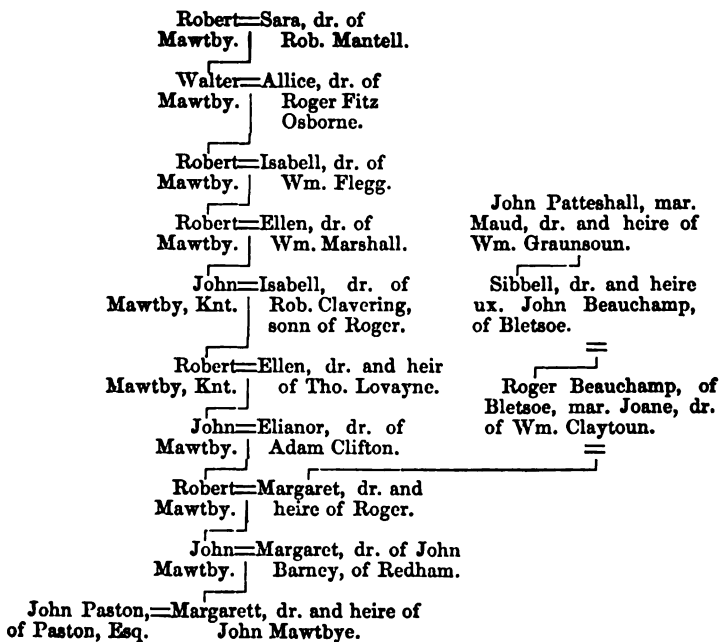 Robert=Sara, dr. of
Mawtby. Rob. Mantell.
Walter=Allice, dr. of
Mawtby. Roger Fitz
Osborne.
Robert=Isabell, dr. of
Mawtby. Wm. Flegg.
Robert=Ellen, dr. of
Mawtby. Wm. Marshall.
John=Isabell, dr. of
Mawtby, Knt. Rob. Clavering,
sonn of Roger.
Robert=Ellen, dr. and heir
Mawtby, Knt. of Tho. Lovayne.
John=Elianor, dr. of
Mawtby. Adam Clifton.
John Patteshall, mar.
Maud, dr. and heire of
Wm. Graunsoun.
Sibbell, dr. and heire
ux. John Beauchamp,
of Bletsoe.
=
Roger Beauchamp, of
Bletsoe, mar. Joane, dr.
of Wm. Claytoun.
=
Robert=Margaret, dr. and
Mawtby. heire of Roger.
John=Margaret, dr. of John
Mawtby. Barney, of Redham.
John Paston,=Margarett, dr. and heire of
of Paston, Esq. John Mawtbye.